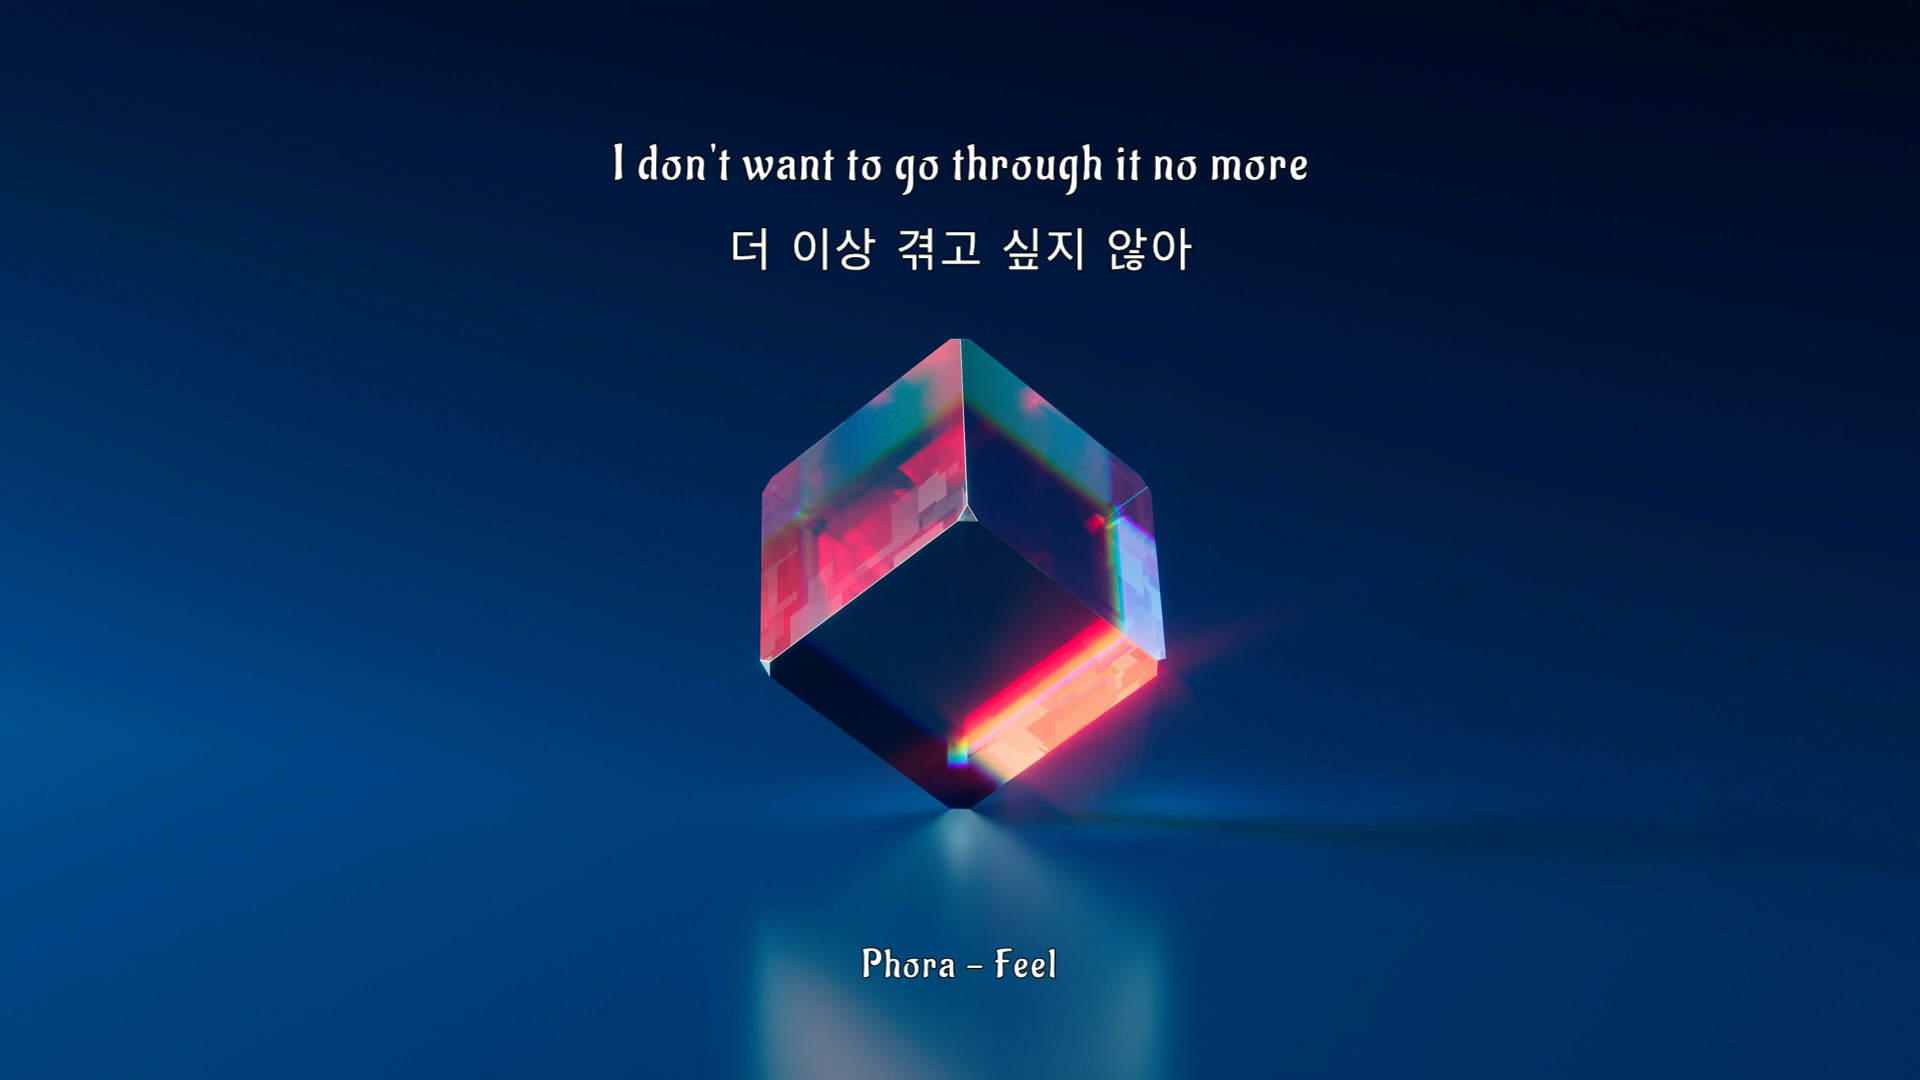 I don't want to go through it no more
더 이상 겪고 싶지 않아
Phora - Feel